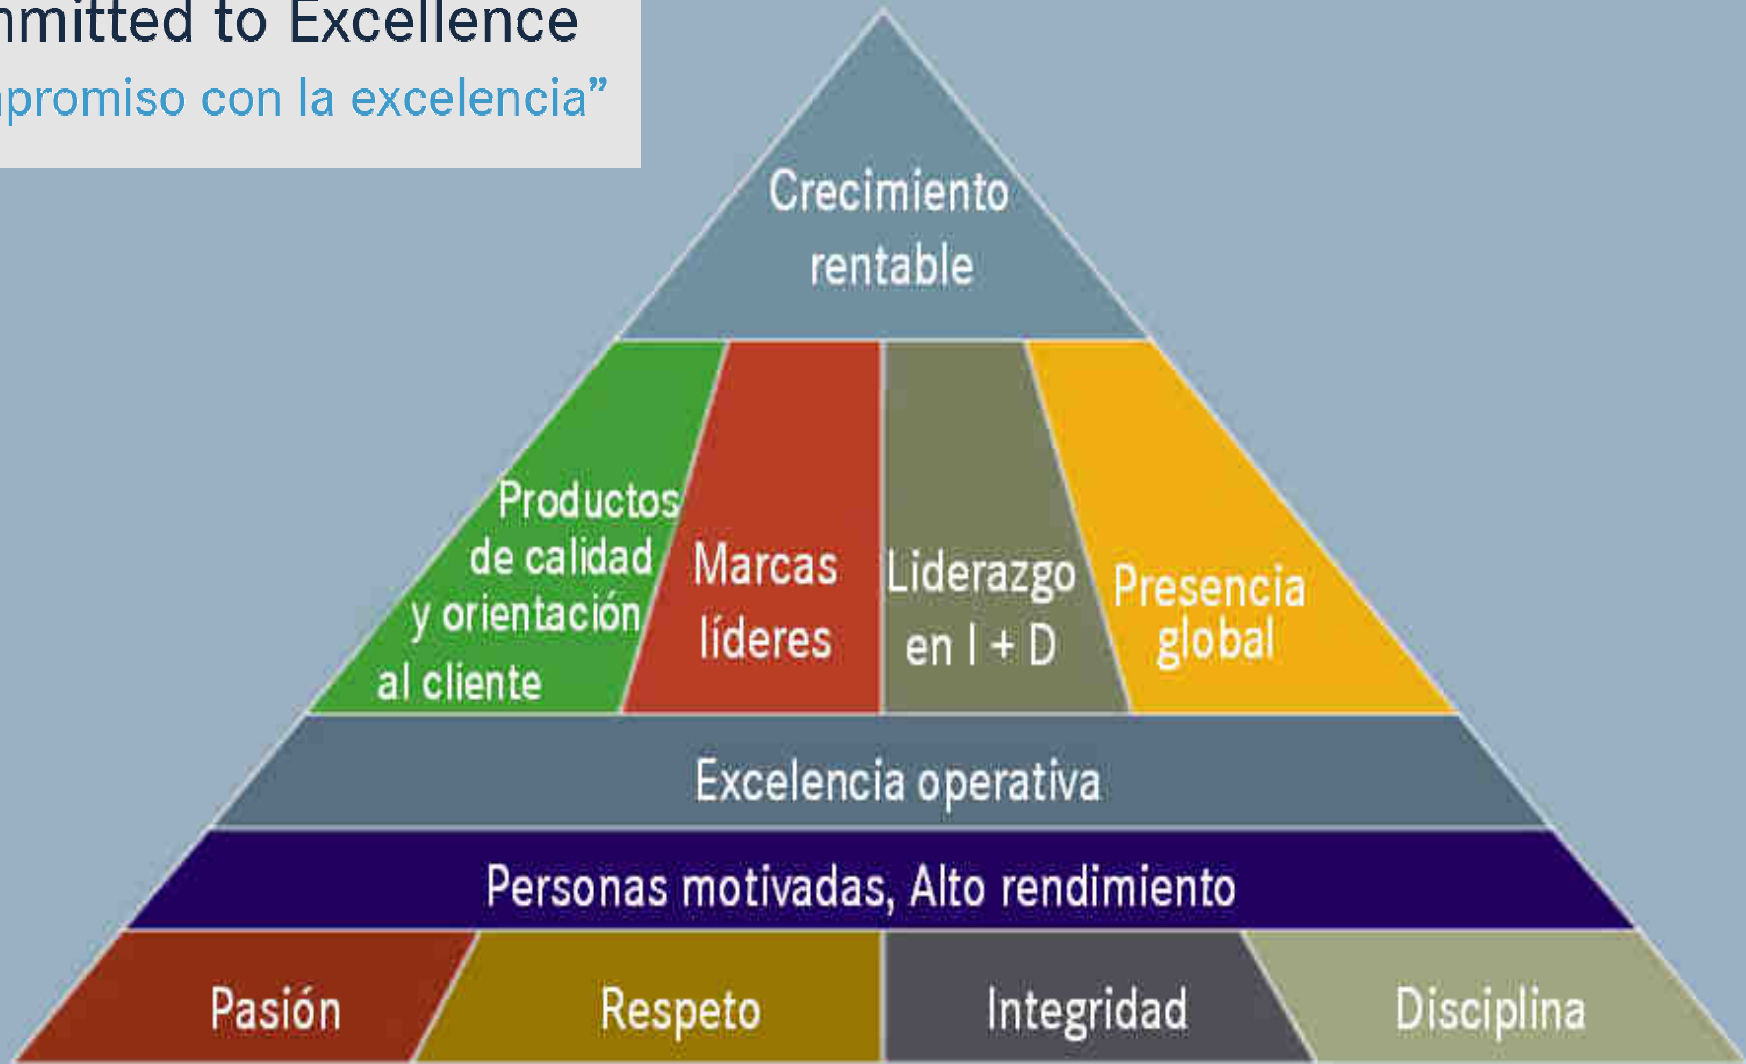 mmitted to Excellence
promiso con la excelencia”
Crecimiento
rentable
Productos
de calidad
y orientación
al cliente
Marcas
líderes
Liderazgo
en I + D
Presencia
global
Excelencia operativa
Personas motivadas, Alto rendimiento
Pasión
Respeto
Integridad
Disciplina